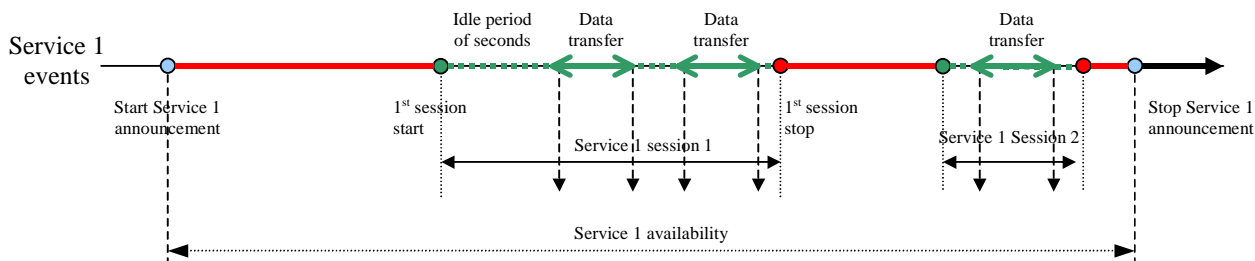 Idle period
of seconds
Data
transfer
Data
transfer
Data
transfer
Service 1
events
Start Service 1
announcement
1st session
start
1st session
stop
Stop Service 1
announcement
Service 1 session 1
Service 1 Session 2
Service 1 availability